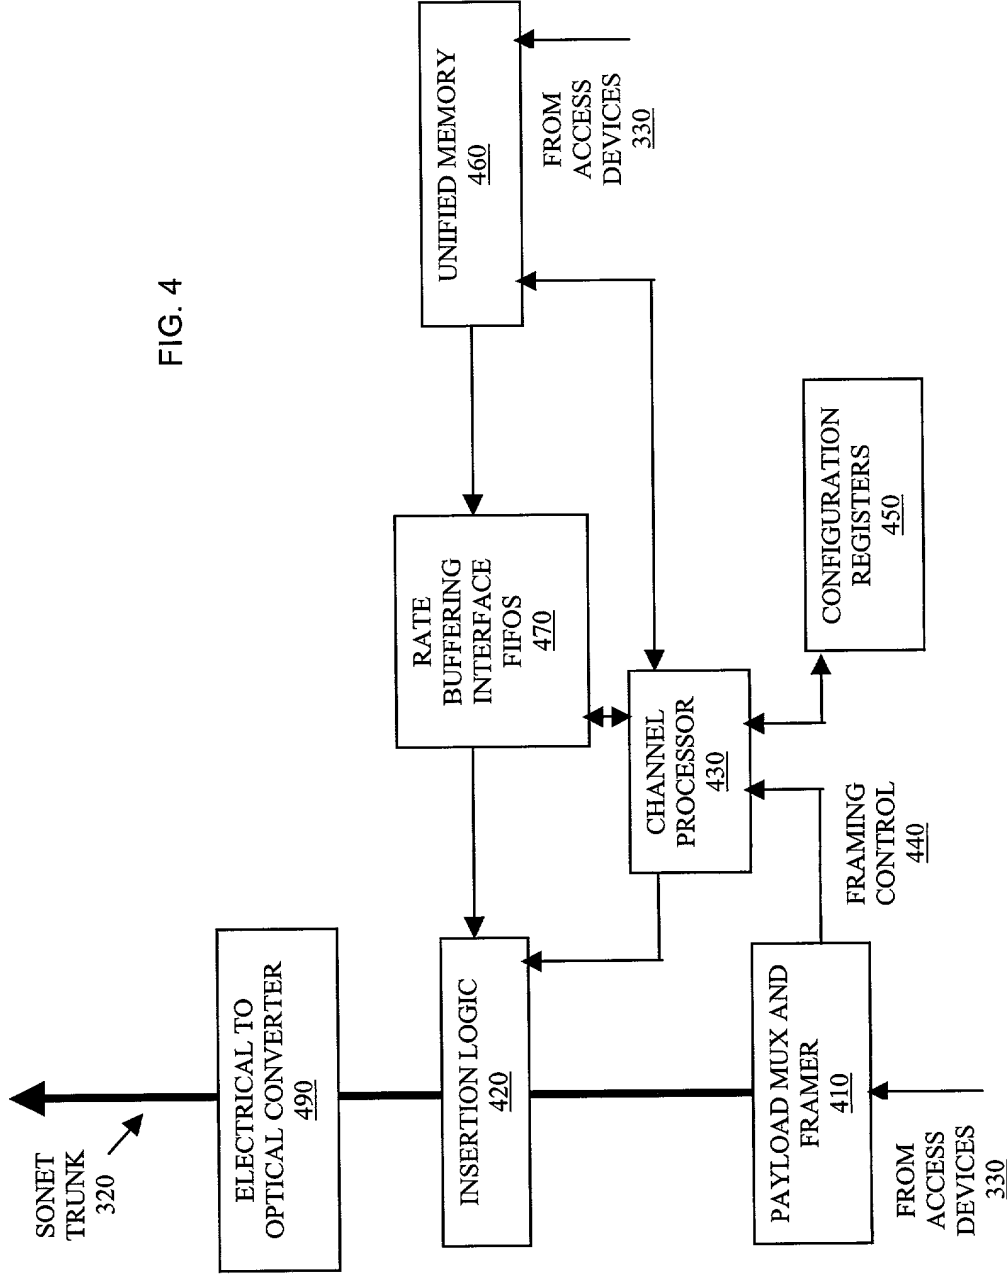 FIG. 4
SONET
TRUNK
320
ELECTRICAL TO
OPTICAL CONVERTER
490
INSERTION LOGIC
420
PAYLOAD MUX AND
FRAMER
410
FROM
ACCESS
DEVICES
330
RATE
BUFFERING
INTERFACE
FIFOS
470
CHANNEL
PROCESSOR
430
FRAMING
CONTROL
440
UNIFIED MEMORY
460
FROM
ACCESS
DEVICES
330
CONFIGURATION
REGISTERS
450